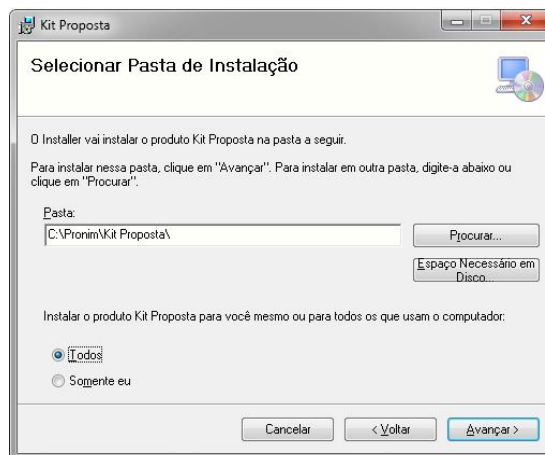 Kit Proposta
Selecionar Pasta de Instalação
O Installer vai instalar o produto Kit Proposta na pasta a seguir.
Para instalar nessa pasta, clique em "Avançar". Para instalar em outra pasta, digite-a abaixo ou
clique em "Procurar".
Pasta:
C:\Pronim\Kit Proposta\
Procurar...
Espaço Necessário em
Disco...
Instalar o produto Kit Proposta para você mesmo ou para todos os que usam o computador:
Todos
Somente eu
Cancelar
< Voltar
Avançar >